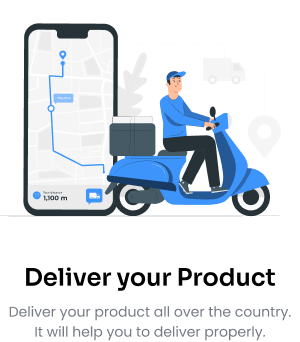 1,100 m
Deliver your Product
Deliver your product all over the country.
It will help you to deliver properly.